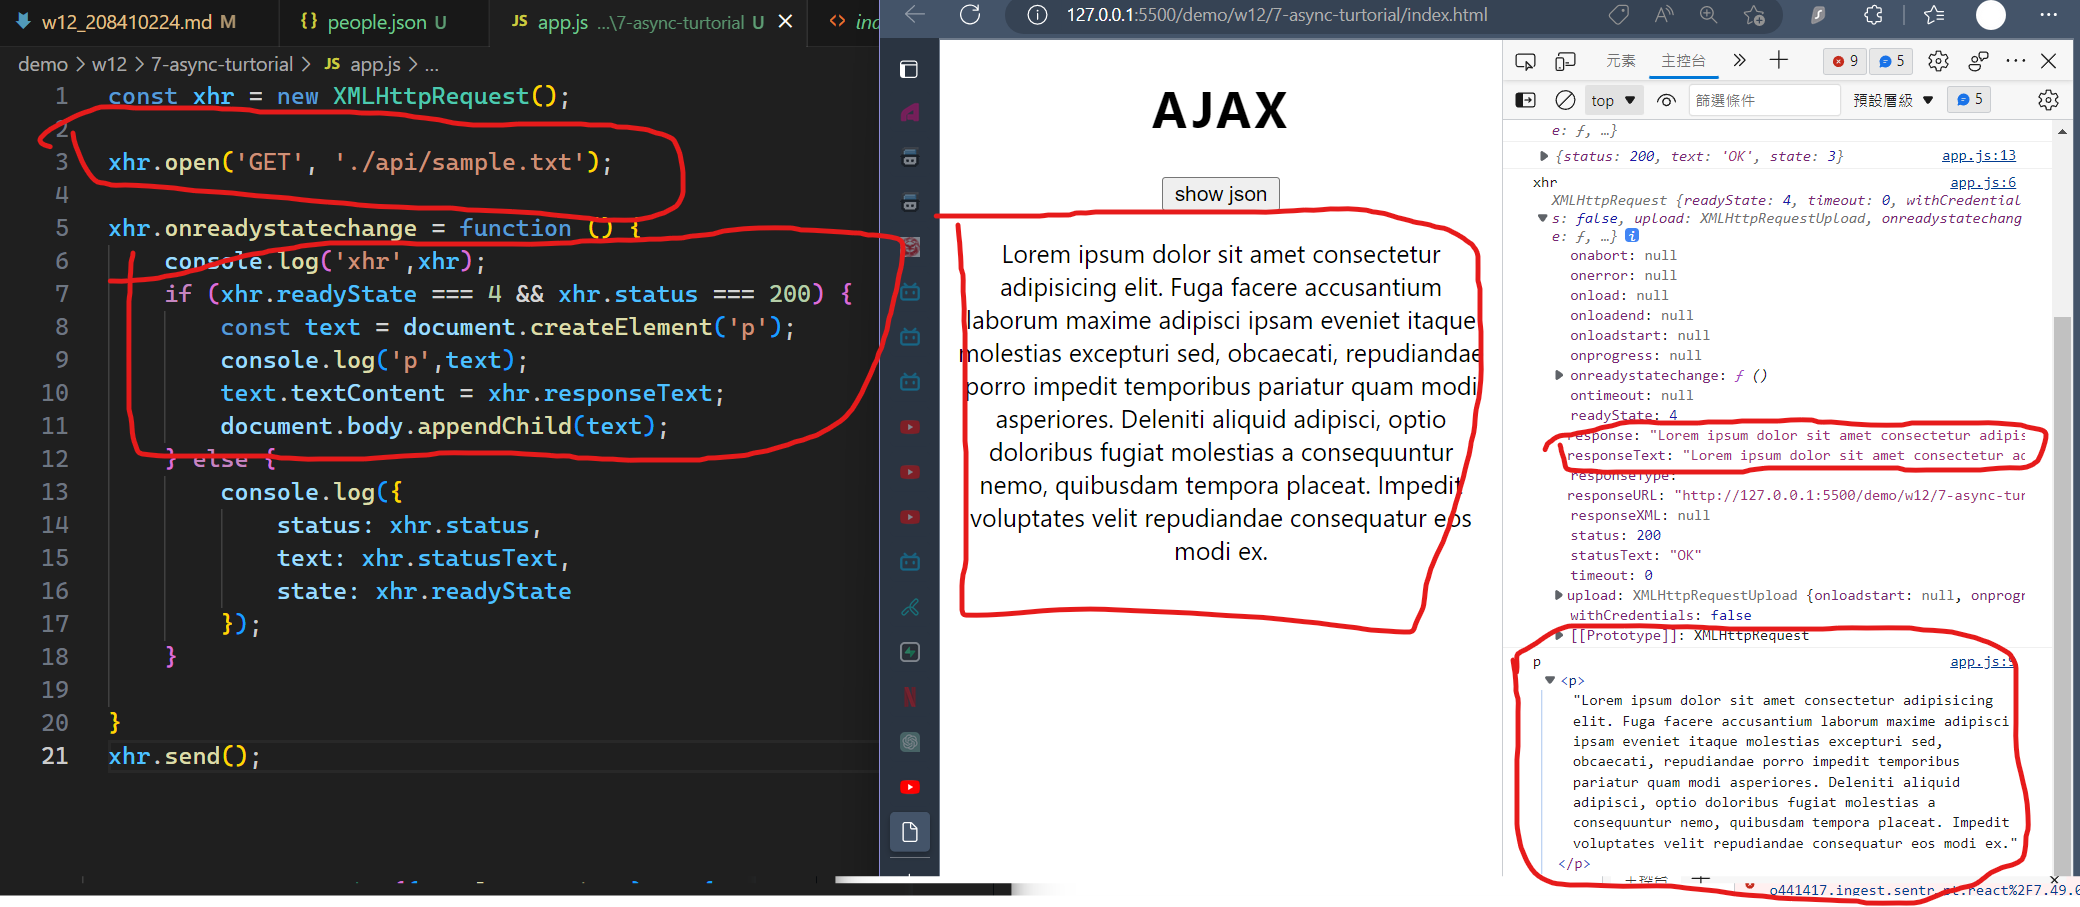 w12_208410224.md M
people.json U
JS app.js ...\7-async-turtorial U
127.0.0.1:5500/demo/w12/7-async-turtorial/index.html
demo > w12 > 7-async-turtorial > JS app.js > ...
1 const xhr = new XMLHttpRequest();
2
3 xhr.open('GET', './api/sample.txt');
4
5 xhr.onreadystatechange = function () {
6 console.log('xhr',xhr);
7 if (xhr.readyState === 4 && xhr.status === 200) {
8 const text = document.createElement('p');
9 console.log('p',text);
10 text.textContent = xhr.responseText;
11 document.body.appendChild(text);
12 } else {
13 console.log({
14 status: xhr.status,
15 text: xhr.statusText,
16 state: xhr.readyState
17 });
18 }
19
20 }
21 xhr.send();
AJAX
show json
Lorem ipsum dolor sit amet consectetur
adipisicing elit. Fuga facere accusantium
laborum maxime adipisci ipsam eveniet itaque
molestias excepturi sed, obcaecati, repudiandae
porro impedit temporibus pariatur quam modi
asperiores. Deleniti aliquid adipisci, optio
doloribus fugiat molestias a consequuntur
nemo, quibusdam tempora placeat. Impedit
voluptates velit repudiandae consequatur eos
modi ex.
元素 主控台 9 5
top 篩選條件 預設層級 5
e: ƒ, …}
{status: 200, text: 'OK', state: 3} app.js:13
xhr app.js:6
XMLHttpRequest {readyState: 4, timeout: 0, withCredential
s: false, upload: XMLHttpRequestUpload, onreadystatechang
e: ƒ, …}
onabort: null
onerror: null
onload: null
onloadend: null
onloadstart: null
onprogress: null
onreadystatechange: ƒ ()
ontimeout: null
readyState: 4
response: "Lorem ipsum dolor sit amet consectetur adipis
responseText: "Lorem ipsum dolor sit amet consectetur ad
responseType:
responseURL: "http://127.0.0.1:5500/demo/w12/7-async-tur
responseXML: null
status: 200
statusText: "OK"
timeout: 0
upload: XMLHttpRequestUpload {onloadstart: null, onprogr
withCredentials: false
[[Prototype]]: XMLHttpRequest
p app.js:9
<p>
"Lorem ipsum dolor sit amet consectetur adipisicing
elit. Fuga facere accusantium laborum maxime adipisci
ipsam eveniet itaque molestias excepturi sed,
obcaecati, repudiandae porro impedit temporibus
pariatur quam modi asperiores. Deleniti aliquid
adipisci, optio doloribus fugiat molestias a
consequuntur nemo, quibusdam tempora placeat. Impedit
voluptates velit repudiandae consequatur eos modi ex."
</p>